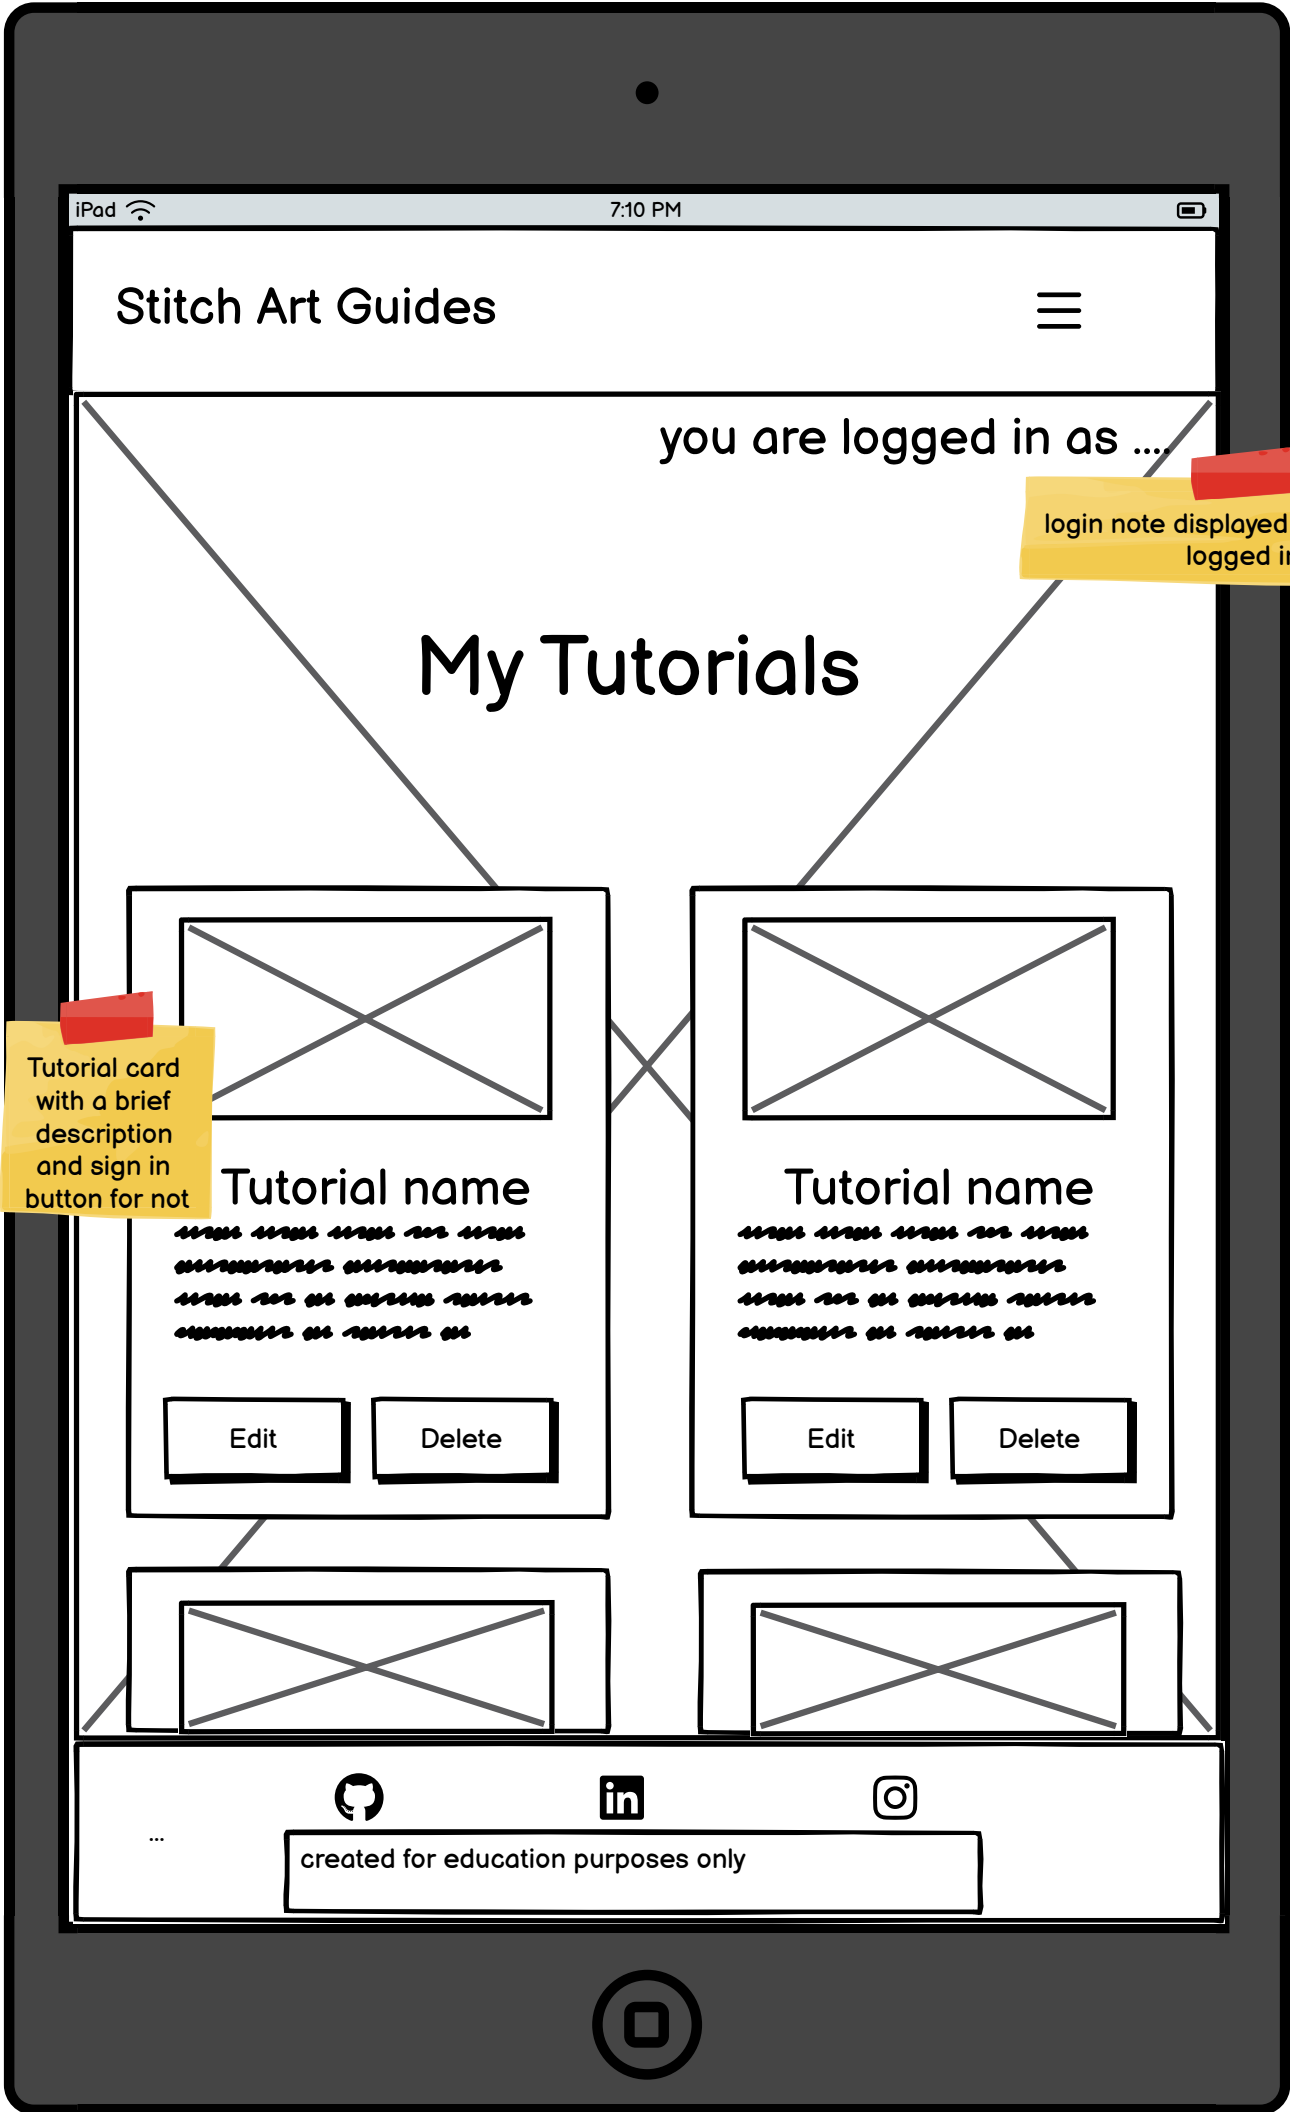 iPad
7:10 PM
Stitch Art Guides
you are logged in as ....
login note displayed
logged
My Tutorials
Tutorial card
with a brief
description
and sign in
button for not
Tutorial name
Edit
Delete
Tutorial name
Edit
Delete
in
...
created for education purposes only